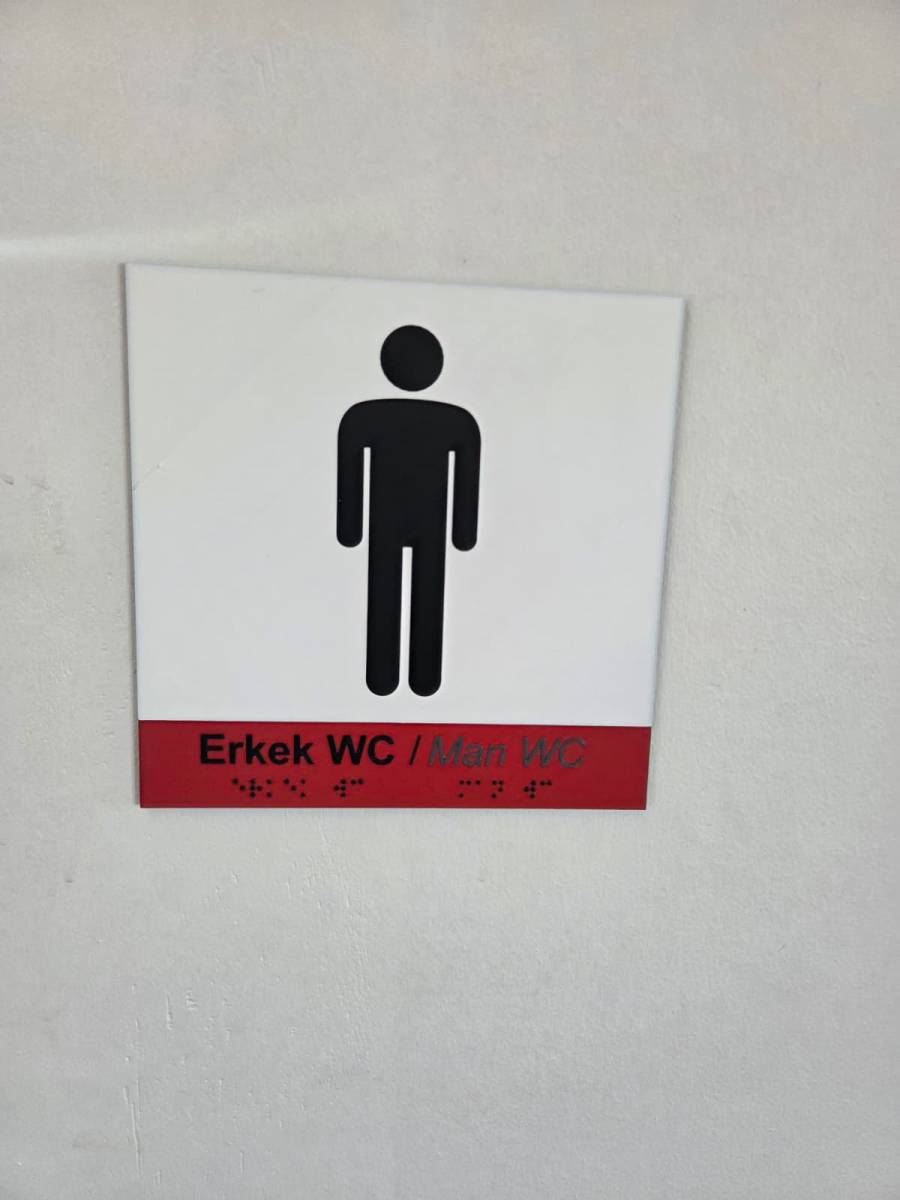 Erkek WC / Man WC
⠑⠗⠅⠑⠅ ⠺⠉ ⠍⠁⠝ ⠺⠉